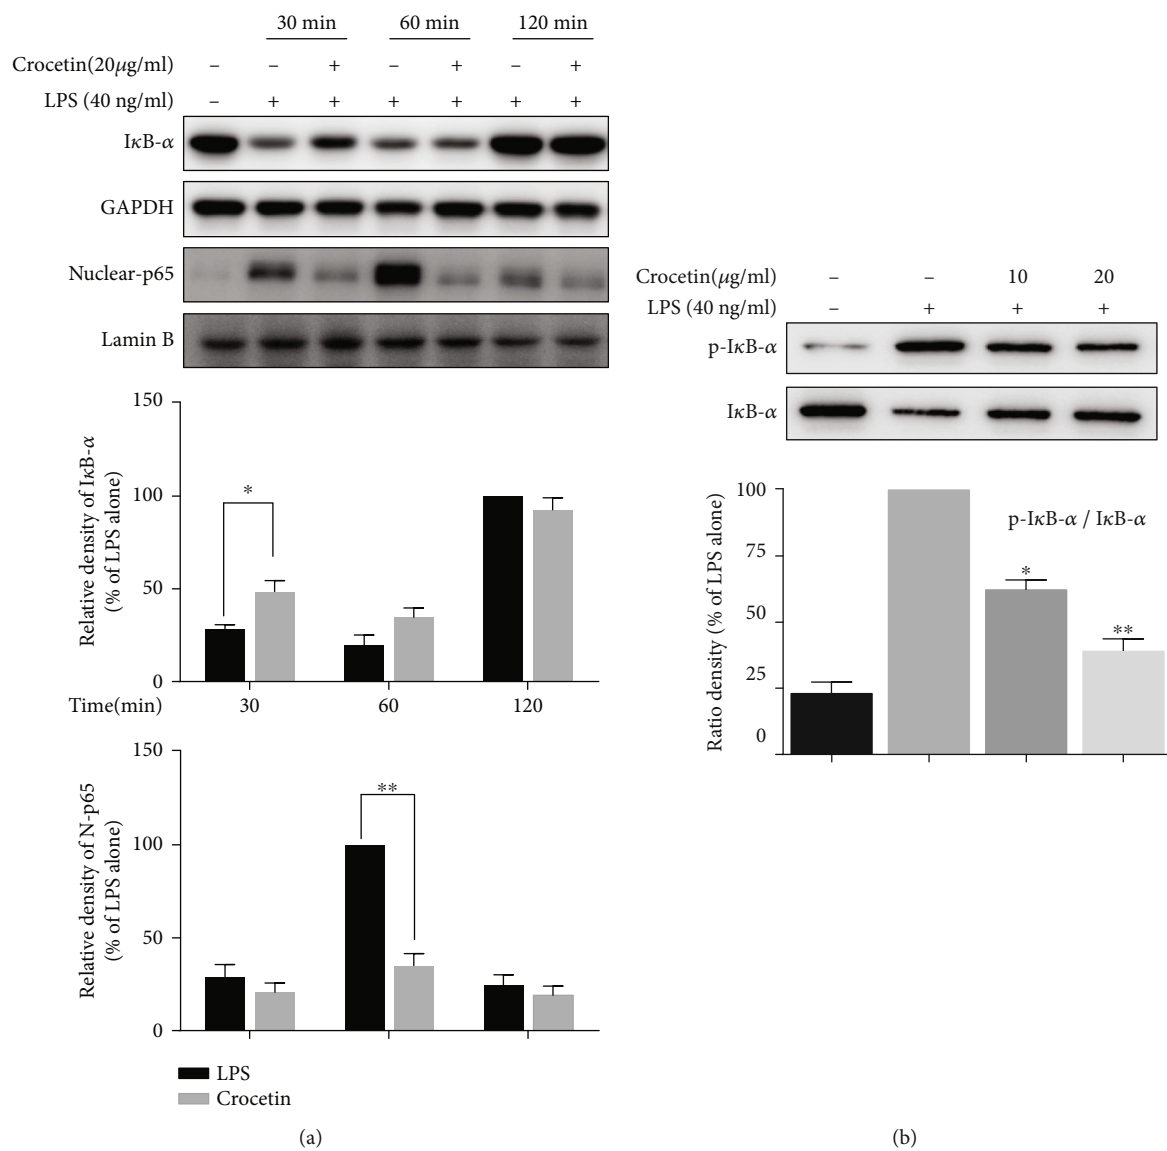 30 min 60 min 120 min
Crocetin(20μg/ml) – – + – + – +
LPS (40 ng/ml) – + + + + + +
IκB-α
GAPDH
Nuclear-p65
Lamin B
150
100
50
0
Relative density of IκB-α
(% of LPS alone)
*
Time(min) 30 60 120
150
100
50
0
Relative density of N-p65
(% of LPS alone)
**
LPS
Crocetin
(a)
Crocetin(μg/ml) – – 10 20
LPS (40 ng/ml) – + + +
p-IκB-α
IκB-α
100
75
50
25
0
Ratio density (% of LPS alone)
p-IκB-α / IκB-α
*
**
(b)